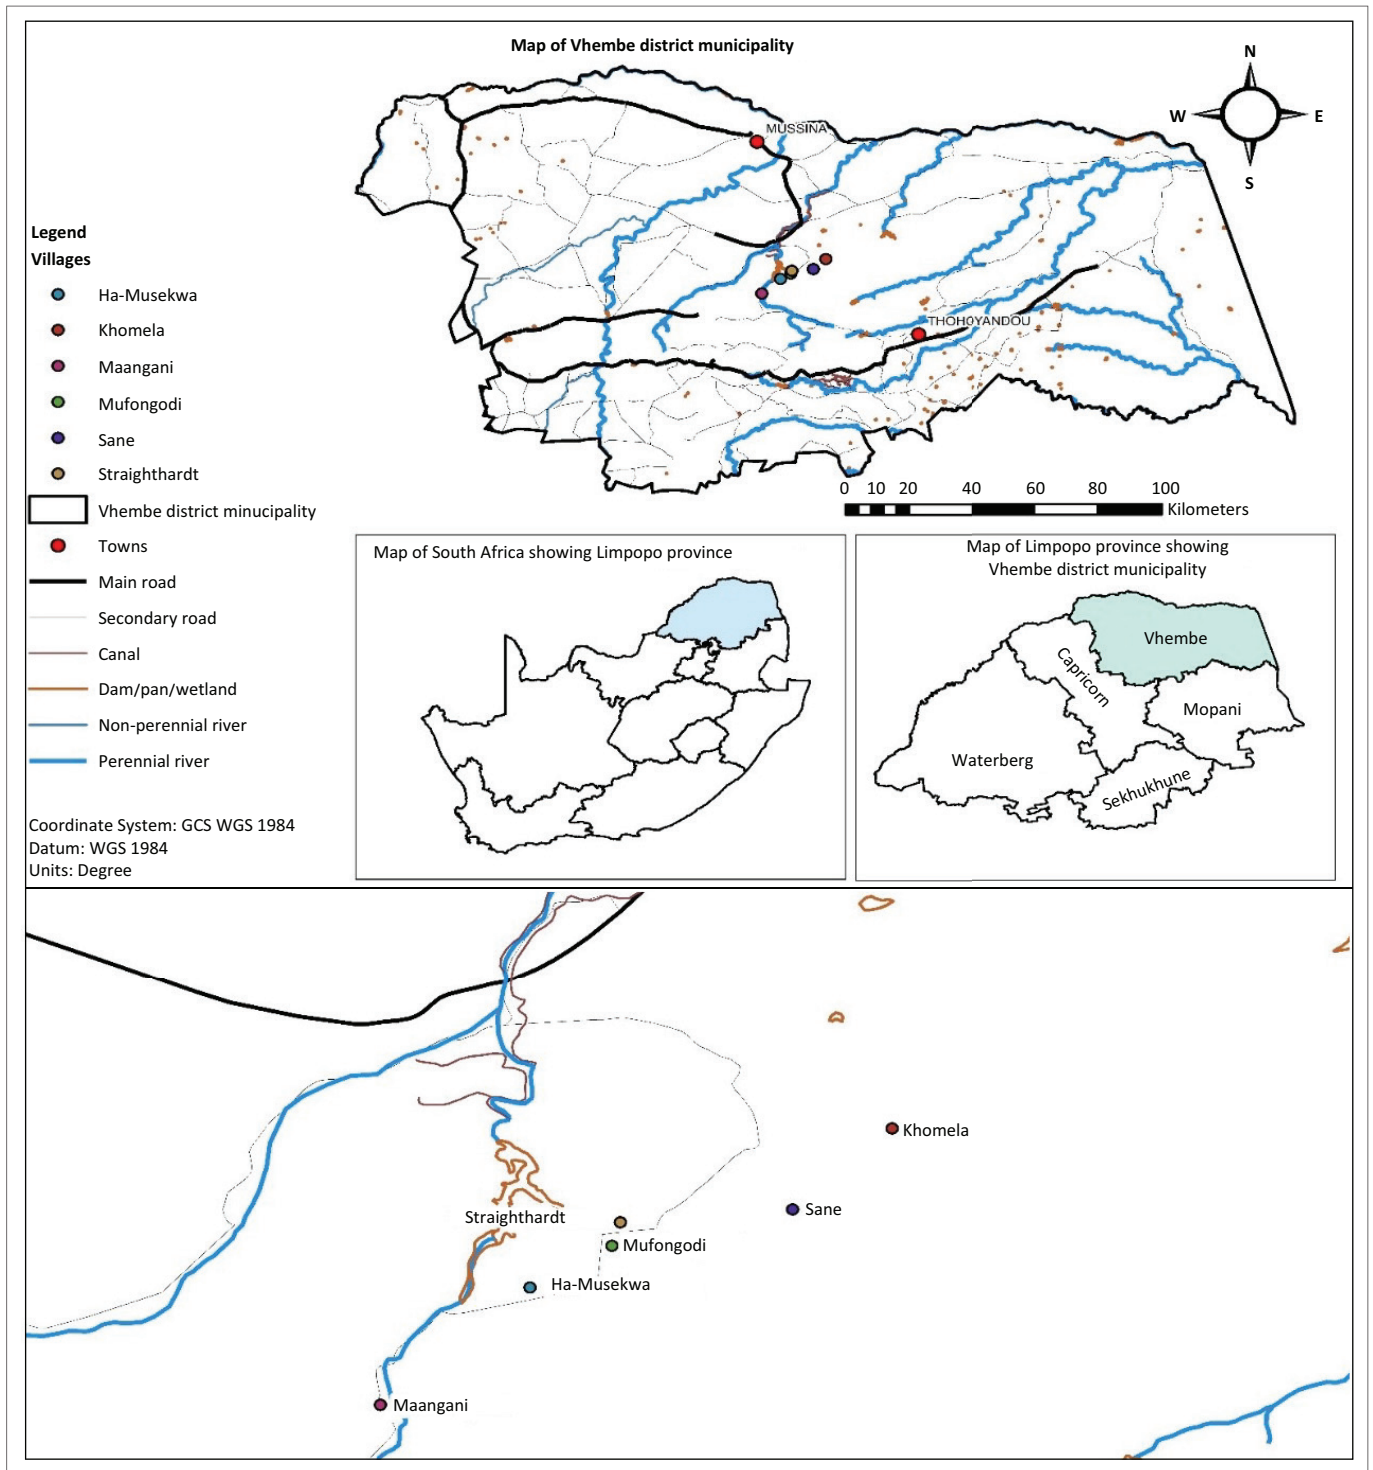 Map of Vhembe district municipality
N
W
E
S
MUSSINA
THOHOYANDOU
Legend
Villages
Ha-Musekwa
Khomela
Maangani
Mufongodi
Sane
Straighthardt
Vhembe district minucipality
Towns
Main road
Secondary road
Canal
Dam/pan/wetland
Non-perennial river
Perennial river
Coordinate System: GCS WGS 1984
Datum: WGS 1984
Units: Degree
0 10 20 40 60 80 100
Kilometers
Map of South Africa showing Limpopo province
Map of Limpopo province showing
Vhembe district municipality
Vhembe
Capricorn
Mopani
Waterberg
Sekhukhune
Khomela
Sane
Straighthardt
Mufongodi
Ha-Musekwa
Maangani